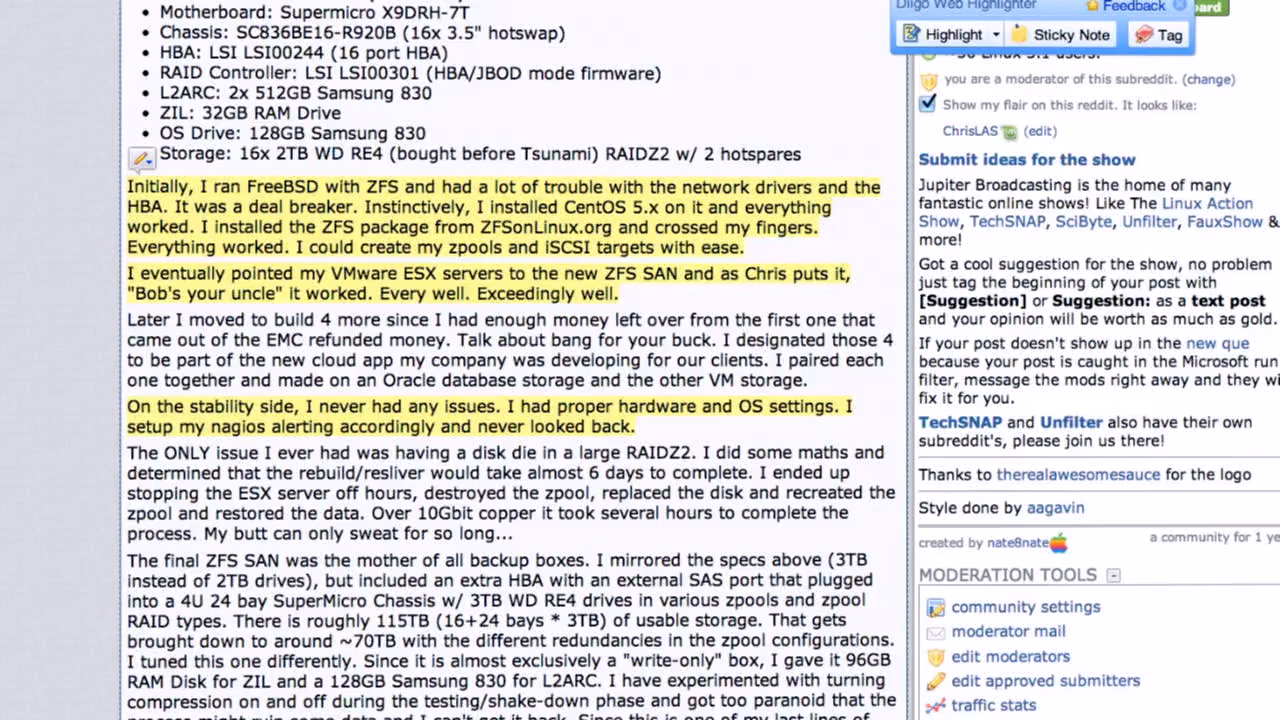 Motherboard: Supermicro X9DRH-7T
Chassis: SC836BE16-R920B (16x 3.5" hotswap)
HBA: LSI LSI00244 (16 port HBA)
RAID Controller: LSI LSI00301 (HBA/JBOD mode firmware)
L2ARC: 2x 512GB Samsung 830
ZIL: 32GB RAM Drive
OS Drive: 128GB Samsung 830
Storage: 16x 2TB WD RE4 (bought before Tsunami) RAIDZ2 w/ 2 hotspares
Initially, I ran FreeBSD with ZFS and had a lot of trouble with the network drivers and the
HBA. It was a deal breaker. Instinctively, I installed CentOS 5.x on it and everything
worked. I installed the ZFS package from ZFSonLinux.org and crossed my fingers.
Everything worked. I could create my zpools and iSCSI targets with ease.
I eventually pointed my VMware ESX servers to the new ZFS SAN and as Chris puts it,
"Bob's your uncle" it worked. Every well. Exceedingly well.
Later I moved to build 4 more since I had enough money left over from the first one that
came out of the EMC refunded money. Talk about bang for your buck. I designated those 4
to be part of the new cloud app my company was developing for our clients. I paired each
one together and made on an Oracle database storage and the other VM storage.
On the stability side, I never had any issues. I had proper hardware and OS settings. I
setup my nagios alerting accordingly and never looked back.
The ONLY issue I ever had was having a disk die in a large RAIDZ2. I did some maths and
determined that the rebuild/resliver would take almost 6 days to complete. I ended up
stopping the ESX server off hours, destroyed the zpool, replaced the disk and recreated the
zpool and restored the data. Over 10Gbit copper it took several hours to complete the
process. My butt can only sweat for so long...
The final ZFS SAN was the mother of all backup boxes. I mirrored the specs above (3TB
instead of 2TB drives), but included an extra HBA with an external SAS port that plugged
into a 4U 24 bay SuperMicro Chassis w/ 3TB WD RE4 drives in various zpools and zpool
RAID types. There is roughly 115TB (16+24 bays * 3TB) of usable storage. That gets
brought down to around ~70TB with the different redundancies in the zpool configurations.
I tuned this one differently. Since it is almost exclusively a "write-only" box, I gave it 96GB
RAM Disk for ZIL and a 128GB Samsung 830 for L2ARC. I have experimented with turning
compression on and off during the testing/shake-down phase and got too paranoid that the
process might ruin some data and I can't get it back. Since this is one of my last lines of
Diigo Web Highlighter
Feedback
Highlight
Sticky Note
Tag
you are a moderator of this subreddit. (change)
Show my flair on this reddit. It looks like:
ChrisLAS (edit)
Submit ideas for the show
Jupiter Broadcasting is the home of many
fantastic online shows! Like The Linux Action
Show, TechSNAP, SciByte, Unfilter, FauxShow &
more!
Got a cool suggestion for the show, no problem
just tag the beginning of your post with
[Suggestion] or Suggestion: as a text post
and your opinion will be worth as much as gold.
If your post doesn't show up in the new que
because your post is caught in the Microsoft run
filter, message the mods right away and they wi
fix it for you.
TechSNAP and Unfilter also have their own
subreddit's, please join us there!
Thanks to therealawesomesauce for the logo
Style done by aagavin
created by nate8nate
a community for 1 ye
MODERATION TOOLS
community settings
moderator mail
edit moderators
edit approved submitters
traffic stats